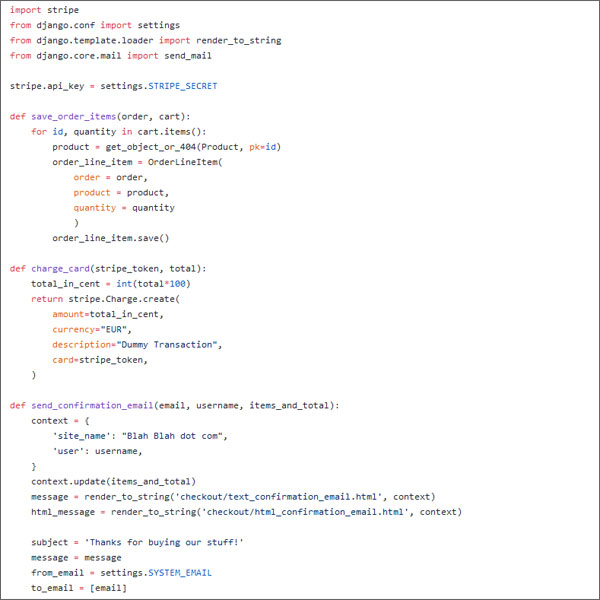 import stripe
from django.conf import settings
from django.template.loader import render_to_string
from django.core.mail import send_mail

stripe.api_key = settings.STRIPE_SECRET

def save_order_items(order, cart):
    for id, quantity in cart.items():
        product = get_object_or_404(Product, pk=id)
        order_line_item = OrderLineItem(
            order = order,
            product = product,
            quantity = quantity
            )
        order_line_item.save()

def charge_card(stripe_token, total):
    total_in_cent = int(total*100)
    return stripe.Charge.create(
        amount=total_in_cent,
        currency="EUR",
        description="Dummy Transaction",
        card=stripe_token,
    )

def send_confirmation_email(email, username, items_and_total):
    context = {
        'site_name': "Blah Blah dot com",
        'user': username,
    }
    context.update(items_and_total)
    message = render_to_string('checkout/text_confirmation_email.html', context)
    html_message = render_to_string('checkout/html_confirmation_email.html', context)

    subject = 'Thanks for buying our stuff!'
    message = message
    from_email = settings.SYSTEM_EMAIL
    to_email = [email]